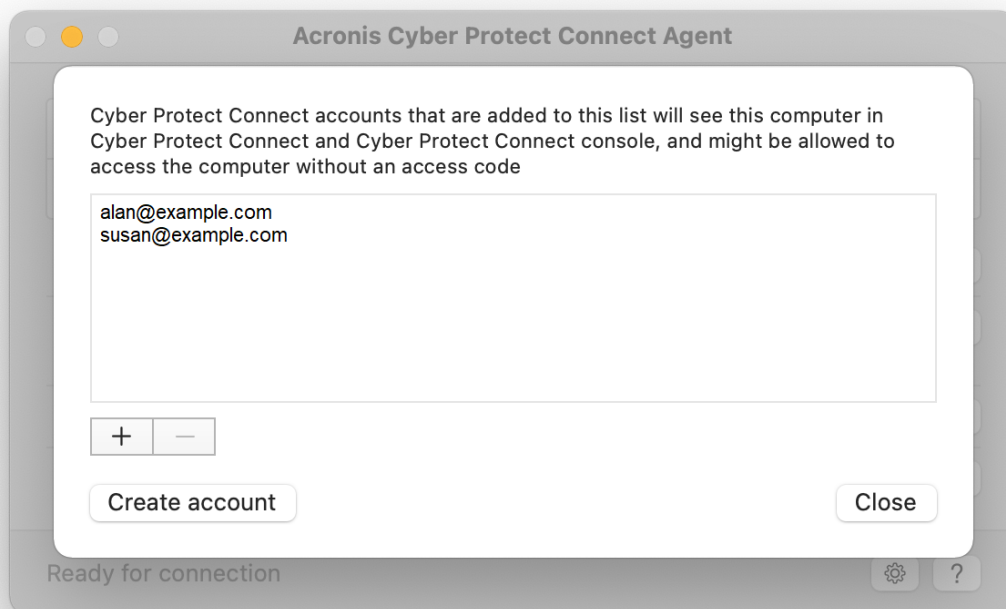 Acronis Cyber Protect Connect Agent
Cyber Protect Connect accounts that are added to this list will see this computer in
Cyber Protect Connect and Cyber Protect Connect console, and might be allowed to
access the computer without an access code
alan@example.com
susan@example.com
+ −
Create account Close
Ready for connection ?